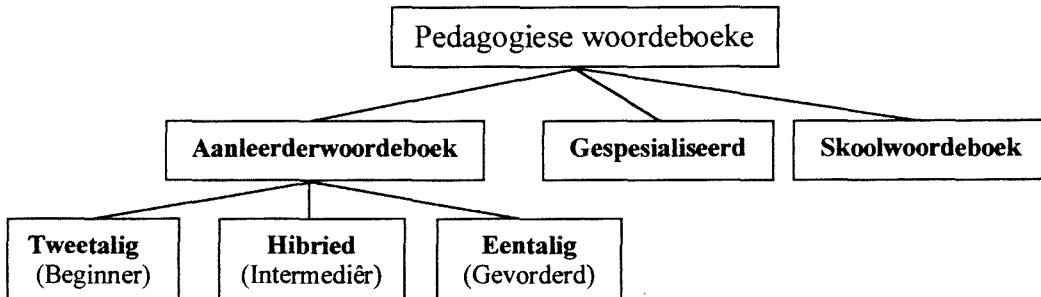 Pedagogiese woordeboeke
Aanleerderwoordeboek
Gespesialiseerd
Skoolwoordeboek
Tweetalig
(Beginner)
Hibried
(Intermediêr)
Eentalig
(Gevorderd)